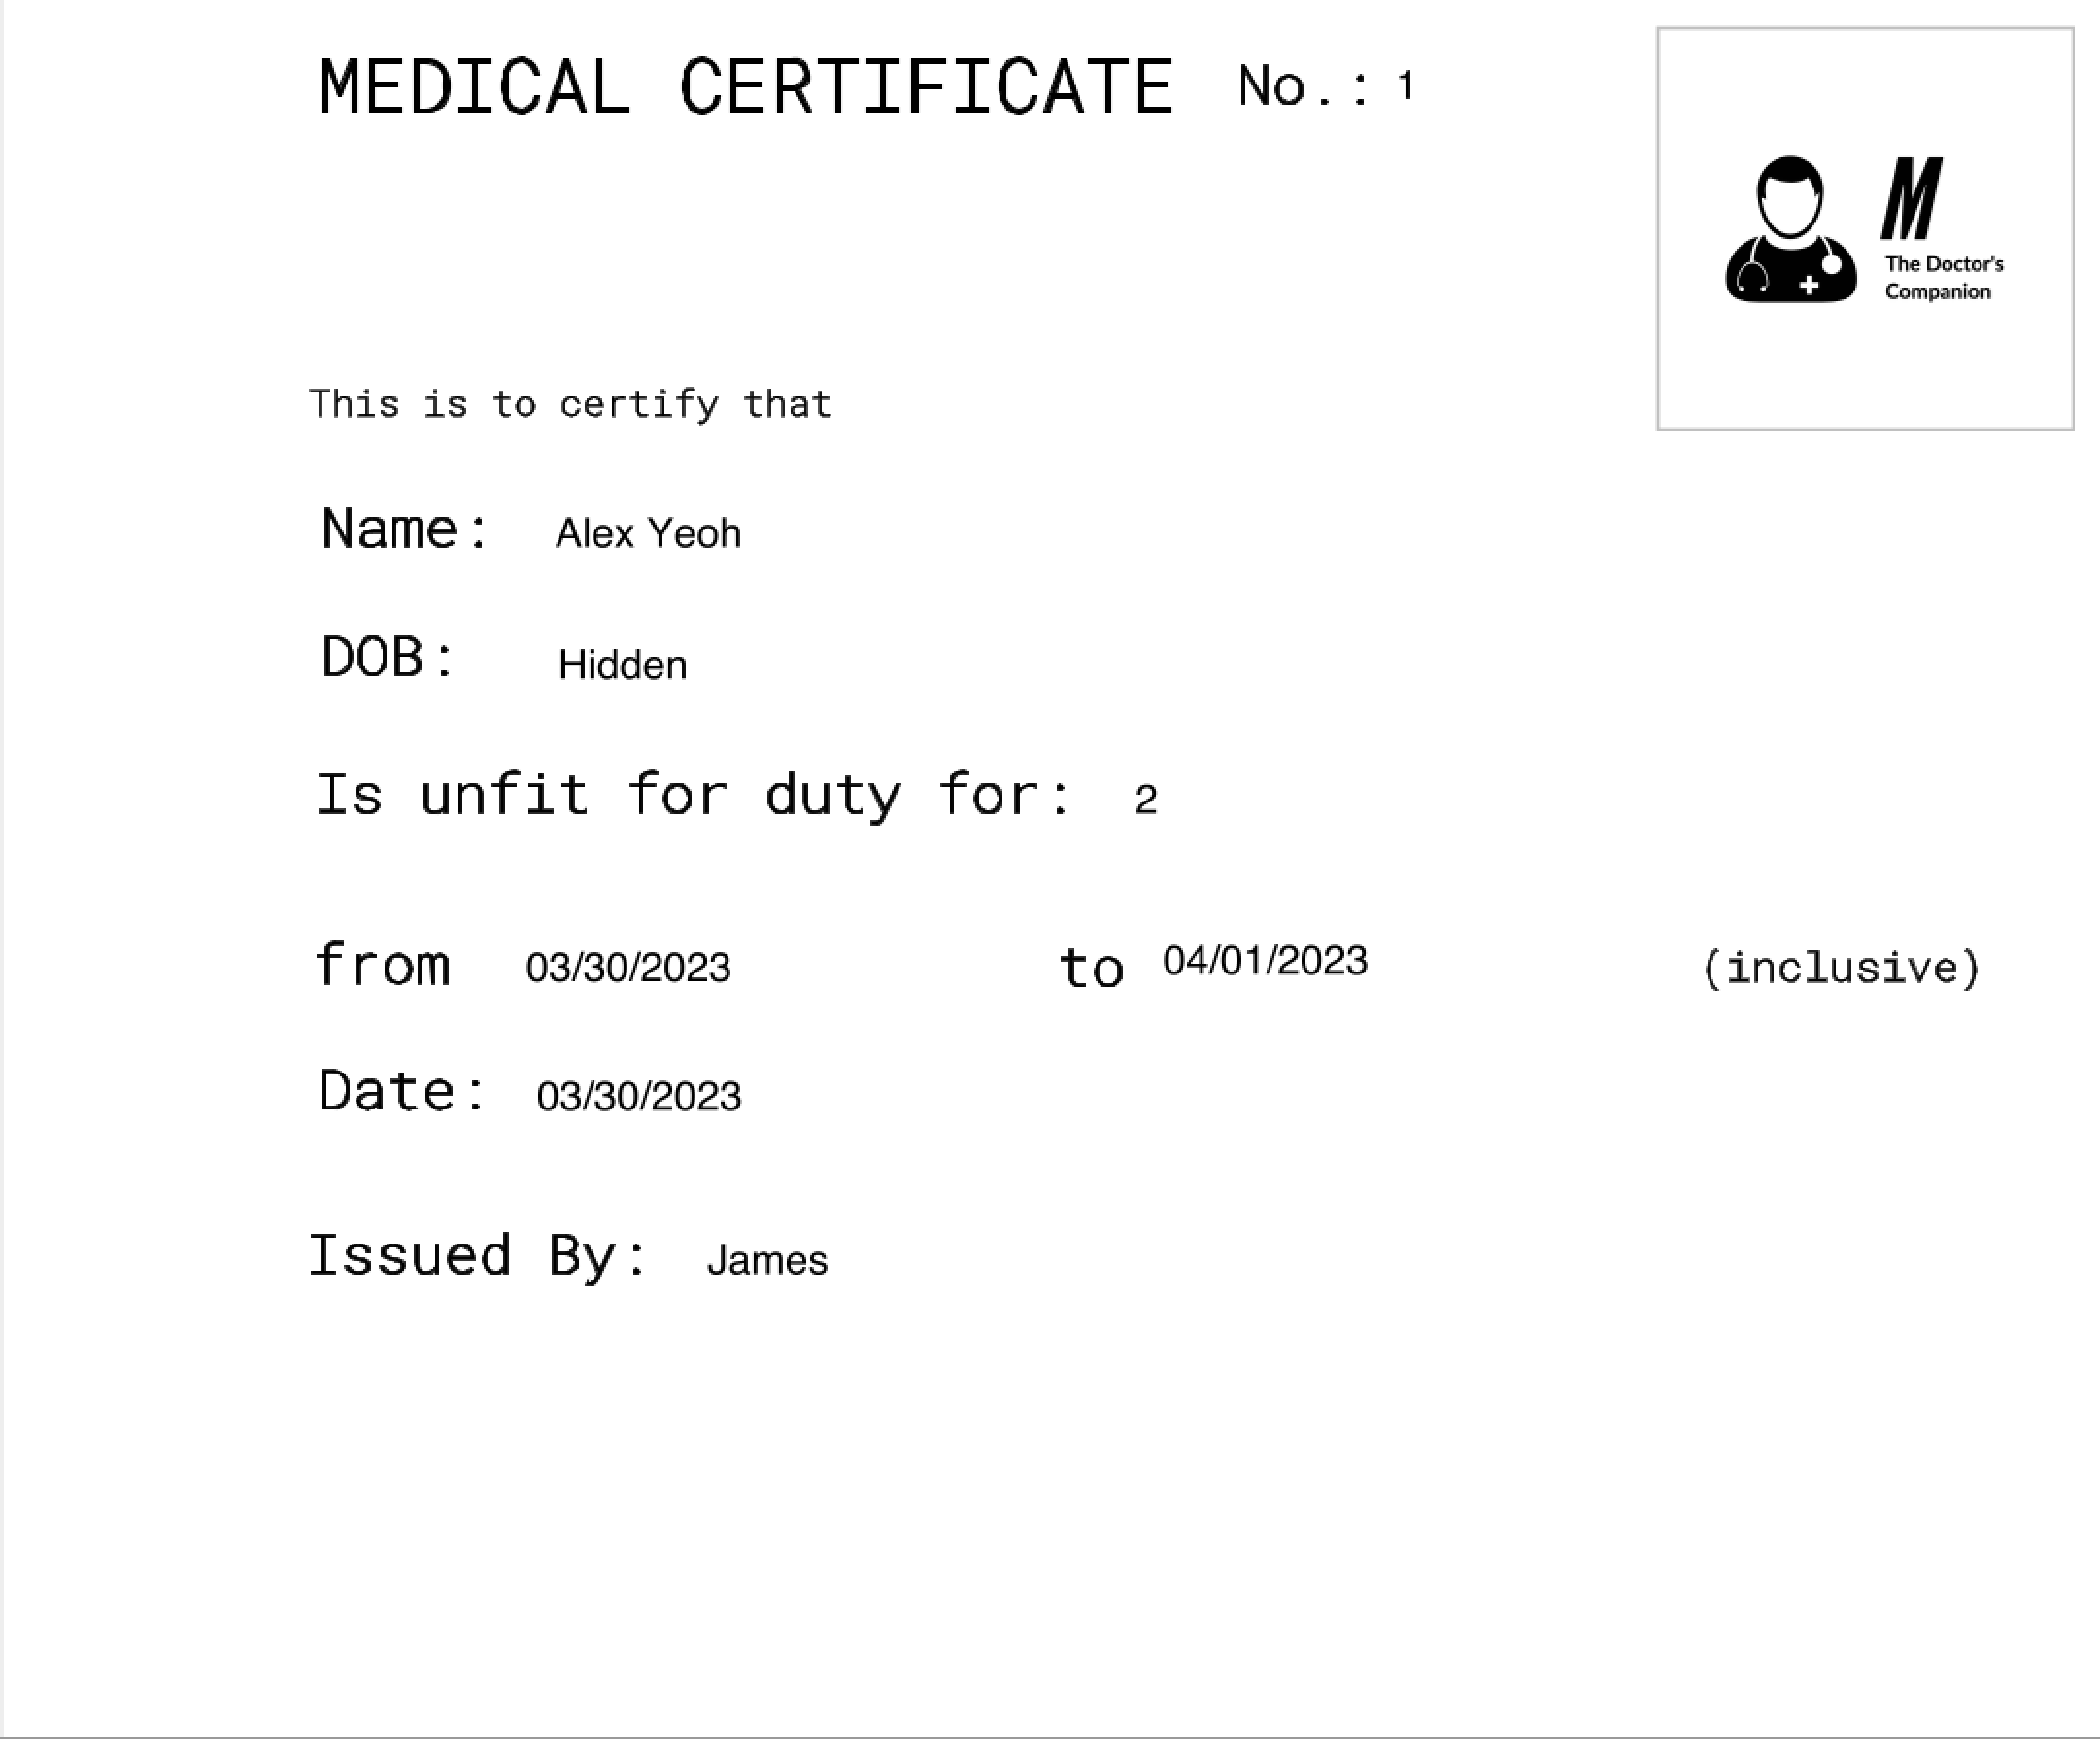 MEDICAL CERTIFICATE No.: 1
M
The Doctor's
Companion
This is to certify that
Name: Alex Yeoh
DOB: Hidden
Is unfit for duty for: 2
from 03/30/2023 to 04/01/2023 (inclusive)
Date: 03/30/2023
Issued By: James